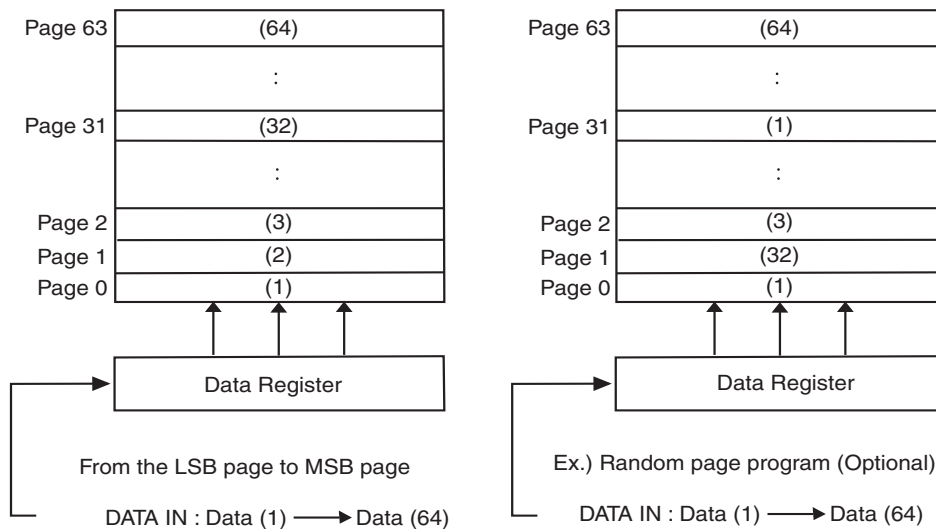 Page 63 (64)
:
Page 31 (32)
:
Page 2 (3)
Page 1 (2)
Page 0 (1)
Data Register
From the LSB page to MSB page
DATA IN : Data (1) → Data (64)
Page 63 (64)
:
Page 31 (1)
:
Page 2 (3)
Page 1 (32)
Page 0 (1)
Data Register
Ex.) Random page program (Optional)
DATA IN : Data (1) → Data (64)